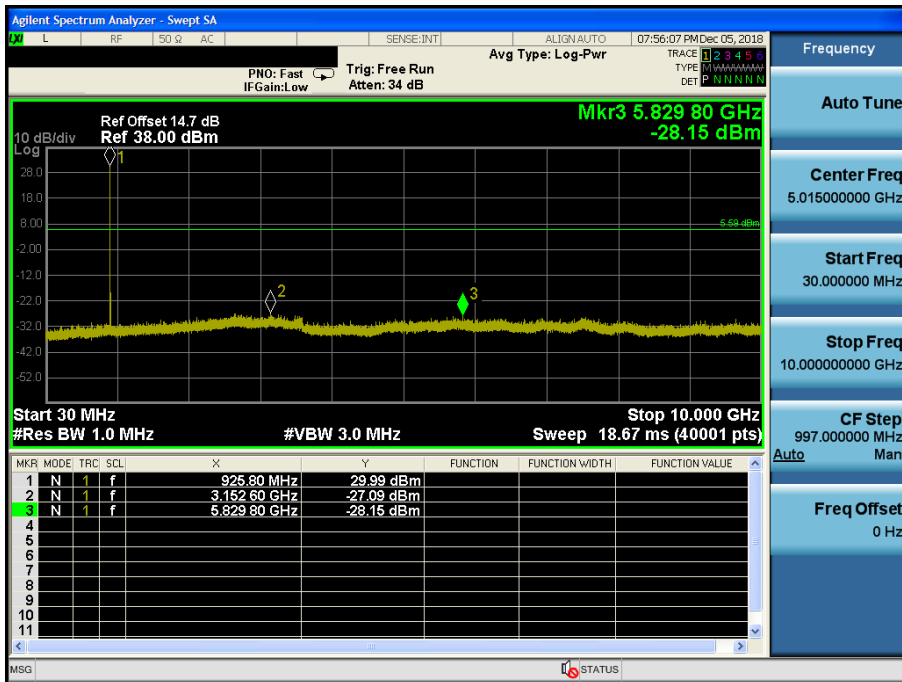 Agilent Spectrum Analyzer - Swept SA
LXI L RF 50 Ω AC SENSE:INT ALIGN AUTO 07:56:07 PM Dec 05, 2018
Avg Type: Log-Pwr TRACE 1 2 3 4 5 6
PNO: Fast Trig: Free Run TYPE M W W W W W
IFGain:Low Atten: 34 dB DET P N N N N N
Mkr3 5.829 80 GHz
Ref Offset 14.7 dB
10 dB/div Ref 38.00 dBm -28.15 dBm
Log
1
28.0
18.0
8.00
5.59 dBm
-2.00
-12.0
2
3
-22.0
-32.0
-42.0
-52.0
Start 30 MHz Stop 10.000 GHz
#Res BW 1.0 MHz #VBW 3.0 MHz Sweep 18.67 ms (40001 pts)
MKR MODE TRC SCL X Y FUNCTION FUNCTION WIDTH FUNCTION VALUE
1 N 1 f 925.80 MHz 29.99 dBm
2 N 1 f 3.152 60 GHz -27.09 dBm
3 N 1 f 5.829 80 GHz -28.15 dBm
4
5
6
7
8
9
10
11
MSG STATUS
Frequency
Auto Tune
Center Freq
5.015000000 GHz
Start Freq
30.000000 MHz
Stop Freq
10.000000000 GHz
CF Step
997.000000 MHz
Auto Man
Freq Offset
0 Hz